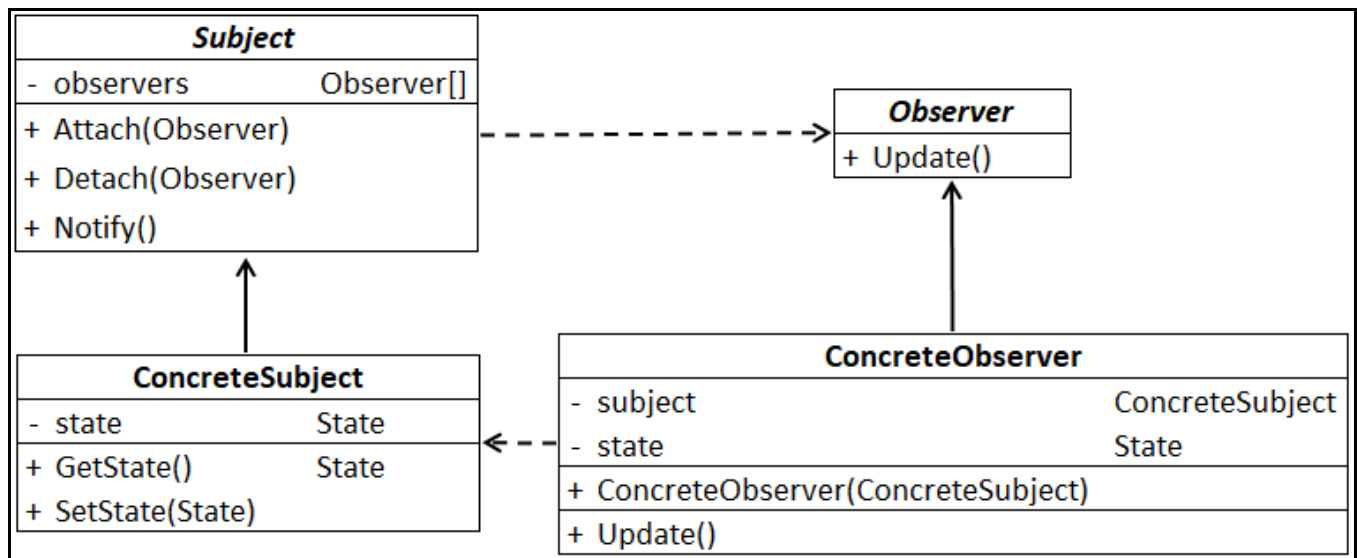 Subject
- observers Observer[]
+ Attach(Observer)
+ Detach(Observer)
+ Notify()
Observer
+ Update()
ConcreteSubject
- state State
+ GetState() State
+ SetState(State)
ConcreteObserver
- subject ConcreteSubject
- state State
+ ConcreteObserver(ConcreteSubject)
+ Update()